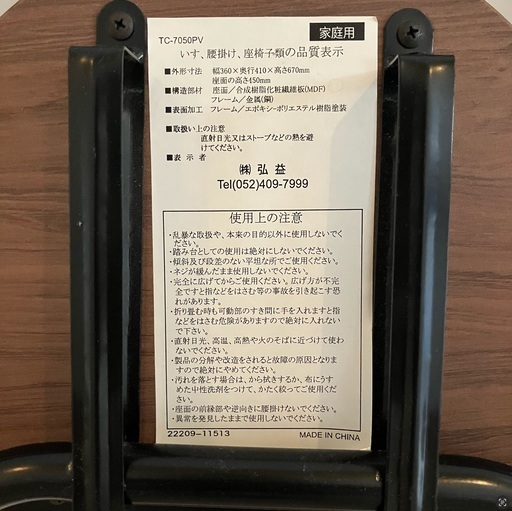 TC-7050PV
家庭用
いす、腰掛け、座椅子類の品質表示
■外形寸法 幅360×奥行410×高さ670mm
座面の高さ450mm
■構造部材 座面／合成樹脂化粧繊維板(MDF)
フレーム／金属(鋼)
■表面加工 フレーム／エポキシ-ポリエステル樹脂塗装
■取扱い上の注意
直射日光又はストーブなどの熱を避
けてください。
■表示者
㈱ 弘益
Tel(052)409-7999
使用上の注意
・乱暴な取扱や、本来の目的以外に使用しないでく
ださい。
・踏み台としての使用は絶対にしないでください。
・傾斜及び段差のない平坦な所でご使用ください。
・ネジが緩んだまま使用しないでください。
・完全に広げてからご使用ください。広げ方が不完
全ですと指などをはさむ等の事故を引き起こす恐
れがあります。
・折り畳む時も可動部のすき間に手を入れますと指
などをはさむ危険がありますので絶対に入れない
で下さい。
・直射日光、高温、高熱や火のそばに近づけて使わ
ないでください。
・製品の分解や改造をされると故障の原因となりま
すので絶対にやめてください。
・汚れを落とす場合は、から拭きするか、布にうす
めた中性洗剤をつけて、かたく絞ってご使用くださ
い。
・座面の前縁部や逆向きに腰掛けないでください。
・異常を発見したままで使用しないでください。
22209-11513
MADE IN CHINA